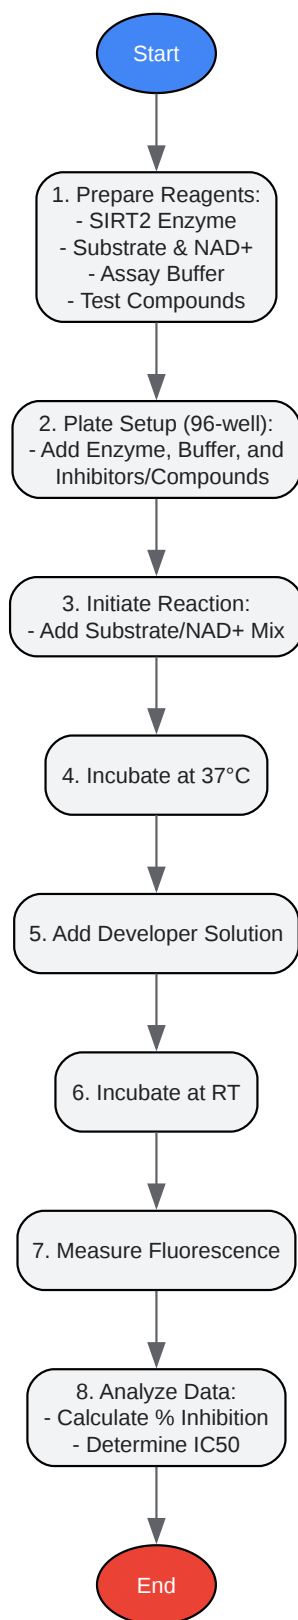 Start
1. Prepare Reagents:
- SIRT2 Enzyme
- Substrate & NAD+
- Assay Buffer
- Test Compounds
2. Plate Setup (96-well):
- Add Enzyme, Buffer, and
Inhibitors/Compounds
3. Initiate Reaction:
- Add Substrate/NAD+ Mix
4. Incubate at 37°C
5. Add Developer Solution
6. Incubate at RT
7. Measure Fluorescence
8. Analyze Data:
- Calculate % Inhibition
- Determine IC50
End